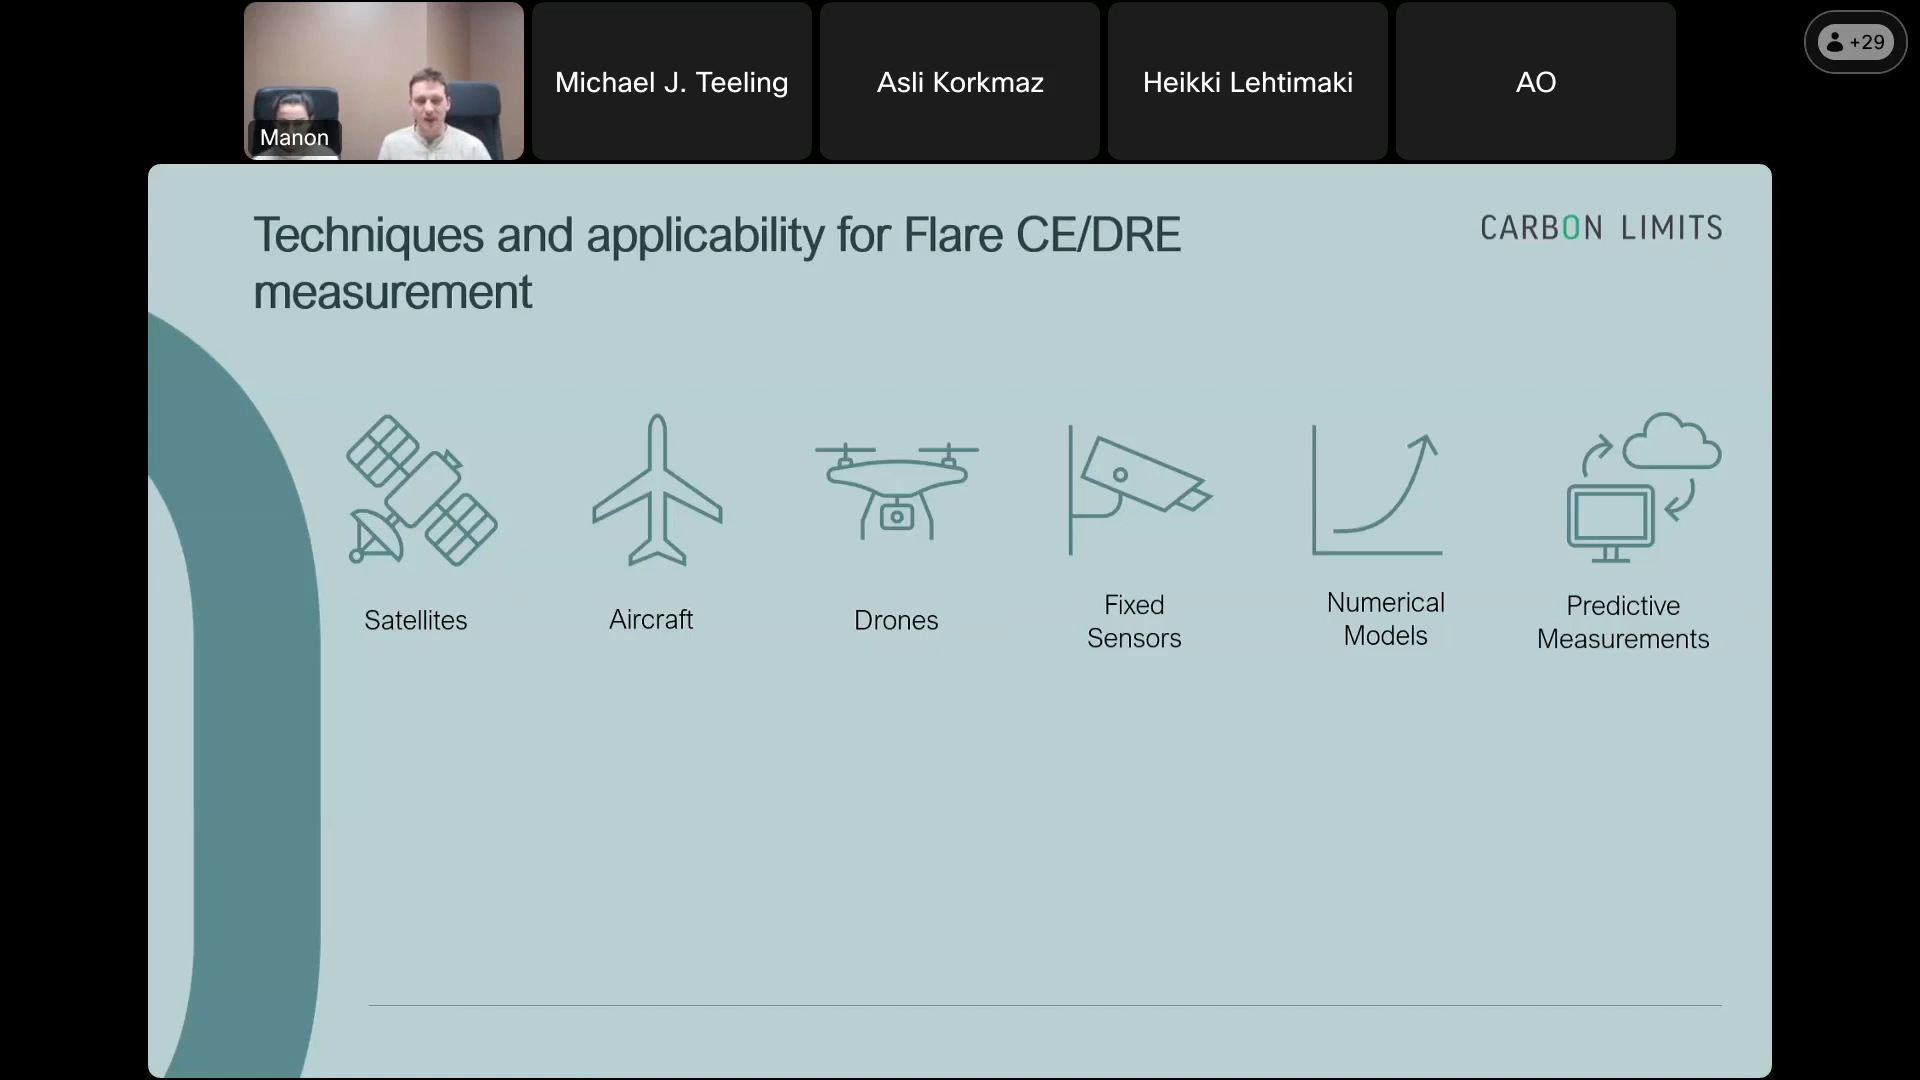 Manon
Michael J. Teeling
Asli Korkmaz
Heikki Lehtimaki
AO
+29
Techniques and applicability for Flare CE/DRE
measurement
CARBON LIMITS
Satellites
Aircraft
Drones
Fixed
Sensors
Numerical
Models
Predictive
Measurements